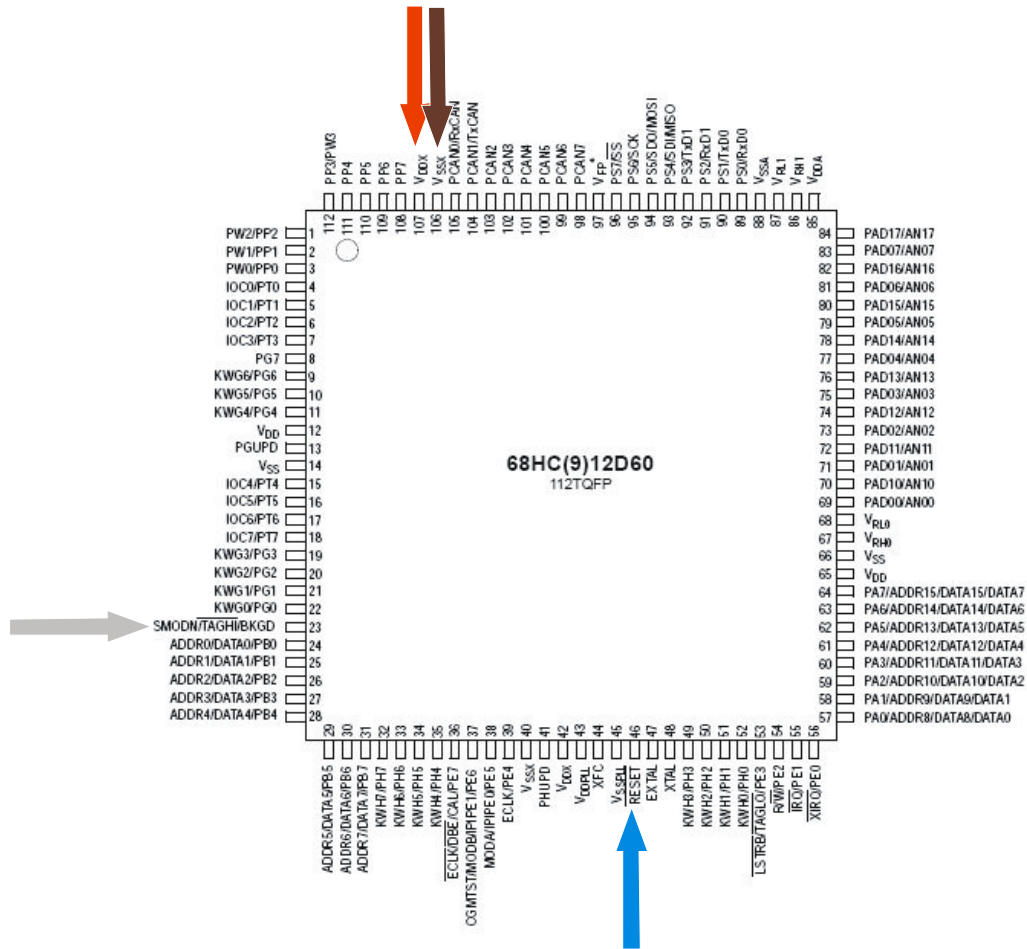 PP3/PW3
PP4
PP5
PP6
PP7
VDDX
VSSX
PCAN0/RxCAN
PCAN1/TxCAN
PCAN2
PCAN3
PCAN4
PCAN5
PCAN6
PCAN7
VFP*
PS7/SS
PS6/SCK
PS5/SDO/MOSI
PS4/SDI/MISO
PS3/TxD1
PS2/RxD1
PS1/TxD0
PS0/RxD0
VSSA
VRL1
VRH1
VDDA
112
111
110
109
108
107
106
105
104
103
102
101
100
99
98
97
96
95
94
93
92
91
90
89
88
87
86
85
PW2/PP2 1
PW1/PP1 2
PW0/PP0 3
IOC0/PT0 4
IOC1/PT1 5
IOC2/PT2 6
IOC3/PT3 7
PG7 8
KWG6/PG6 9
KWG5/PG5 10
KWG4/PG4 11
VDD 12
PGUPD 13
VSS 14
IOC4/PT4 15
IOC5/PT5 16
IOC6/PT6 17
IOC7/PT7 18
KWG3/PG3 19
KWG2/PG2 20
KWG1/PG1 21
KWG0/PG0 22
SMODN/TAGHI/BKGD 23
ADDR0/DATA0/PB0 24
ADDR1/DATA1/PB1 25
ADDR2/DATA2/PB2 26
ADDR3/DATA3/PB3 27
ADDR4/DATA4/PB4 28
68HC(9)12D60
112TQFP
84 PAD17/AN17
83 PAD07/AN07
82 PAD16/AN16
81 PAD06/AN06
80 PAD15/AN15
79 PAD05/AN05
78 PAD14/AN14
77 PAD04/AN04
76 PAD13/AN13
75 PAD03/AN03
74 PAD12/AN12
73 PAD02/AN02
72 PAD11/AN11
71 PAD01/AN01
70 PAD10/AN10
69 PAD00/AN00
68 VRL0
67 VRH0
66 VSS
65 VDD
64 PA7/ADDR15/DATA15/DATA7
63 PA6/ADDR14/DATA14/DATA6
62 PA5/ADDR13/DATA13/DATA5
61 PA4/ADDR12/DATA12/DATA4
60 PA3/ADDR11/DATA11/DATA3
59 PA2/ADDR10/DATA10/DATA2
58 PA1/ADDR9/DATA9/DATA1
57 PA0/ADDR8/DATA8/DATA0
29
30
31
32
33
34
35
36
37
38
39
40
41
42
43
44
45
46
47
48
49
50
51
52
53
54
55
56
ADDR5/DATA5/PB5
ADDR6/DATA6/PB6
ADDR7/DATA7/PB7
KWH7/PH7
KWH6/PH6
KWH5/PH5
KWH4/PH4
ECLK/DBE/CAL/PE7
CGMTST/MODB/IPIPE1/PE6
MODA/IPIPE0/PE5
ECLK/PE4
VSSX
PHUPD
VDDX
VDDPLL
XFC
VSSPLL
RESET
EXTAL
XTAL
KWH3/PH3
KWH2/PH2
KWH1/PH1
KWH0/PH0
LSTRB/TAGLO/PE3
R/W/PE2
IRQ/PE1
XIRQ/PE0